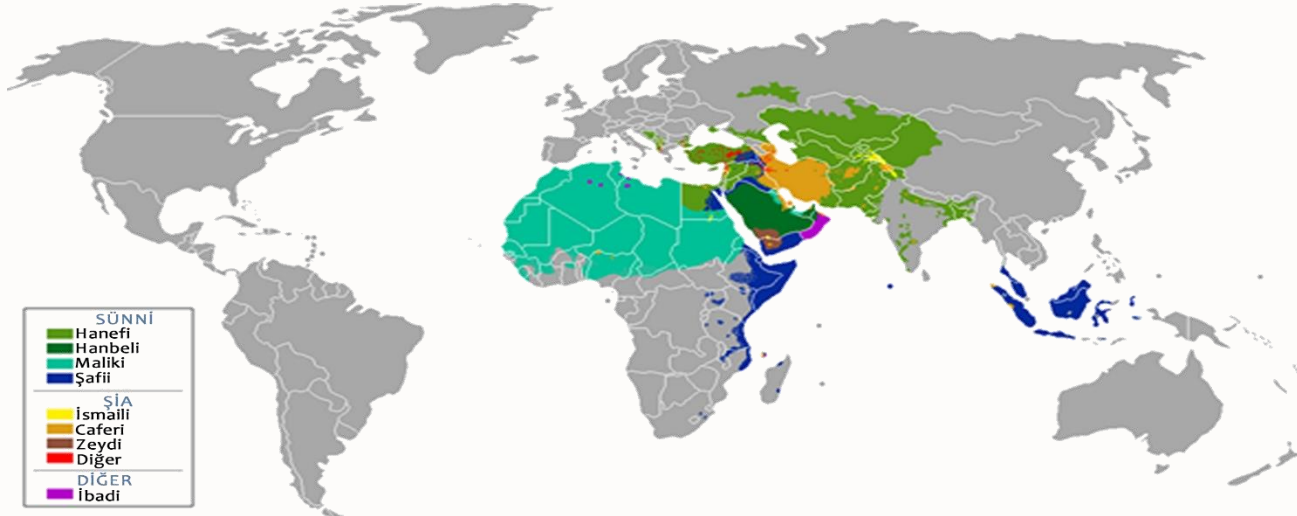 SÜNNİ
Hanefi
Hanbeli
Maliki
Şafii
ŞİA
İsmaili
Caferi
Zeydi
Diğer
DİĞER
İbadi